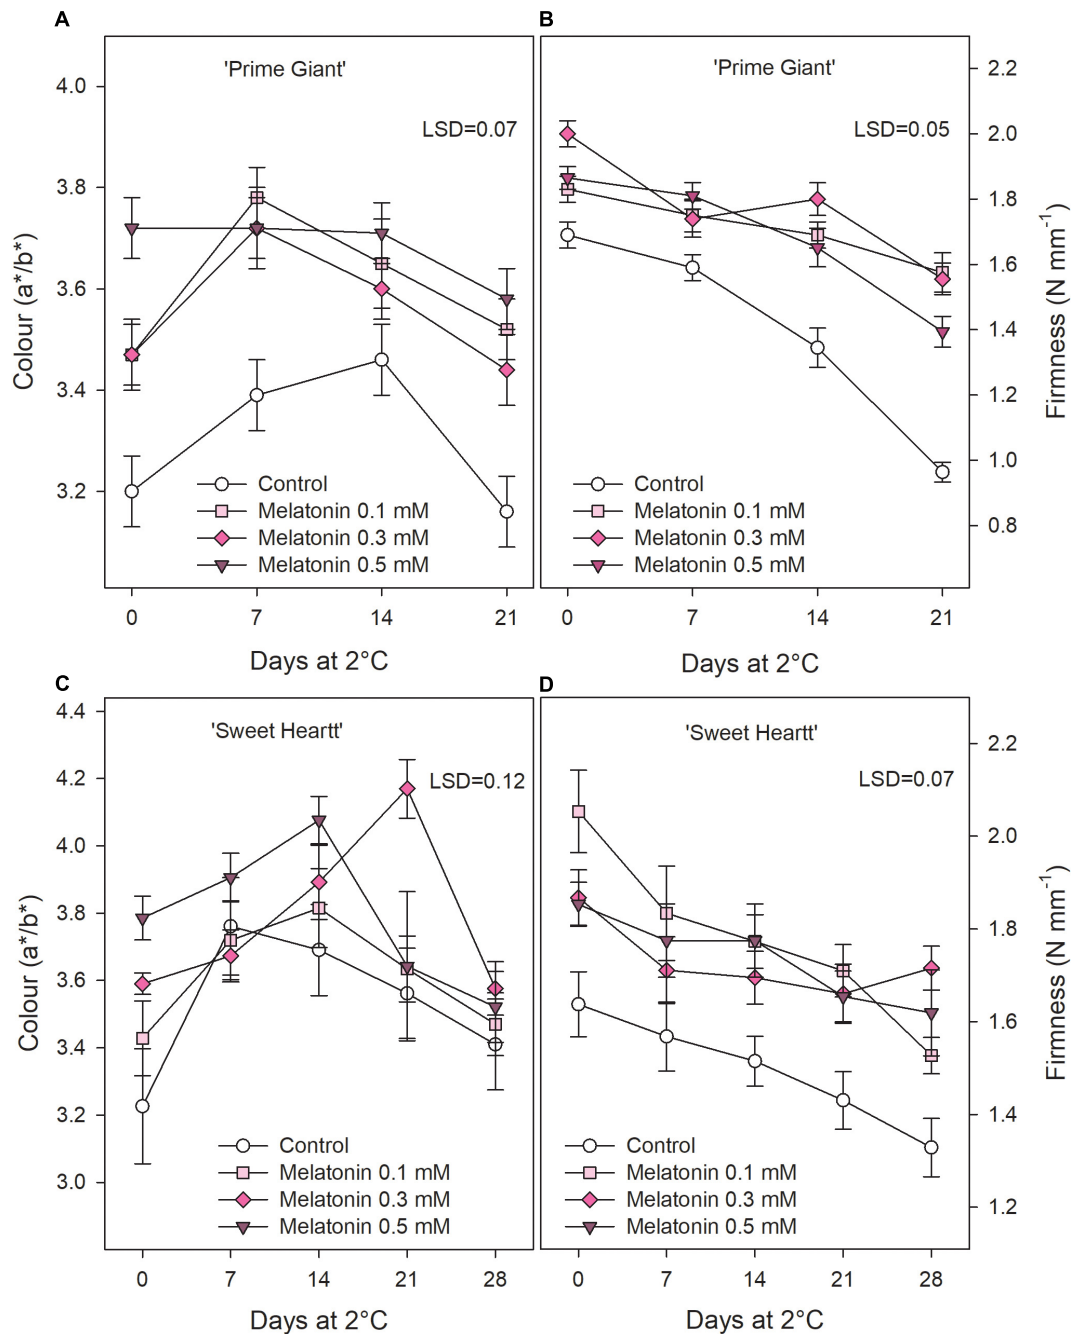 A
'Prime Giant'
LSD=0.07
4.0
3.8
3.6
3.4
3.2
Colour (a*/b*)
Control
Melatonin 0.1 mM
Melatonin 0.3 mM
Melatonin 0.5 mM
0 7 14 21
Days at 2°C
B
'Prime Giant'
LSD=0.05
2.2
2.0
1.8
1.6
1.4
1.2
1.0
0.8
Firmness (N mm⁻¹)
Control
Melatonin 0.1 mM
Melatonin 0.3 mM
Melatonin 0.5 mM
0 7 14 21
Days at 2°C
C
'Sweet Heartt'
LSD=0.12
4.4
4.2
4.0
3.8
3.6
3.4
3.2
3.0
Colour (a*/b*)
Control
Melatonin 0.1 mM
Melatonin 0.3 mM
Melatonin 0.5 mM
0 7 14 21 28
Days at 2°C
D
'Sweet Heartt'
LSD=0.07
2.2
2.0
1.8
1.6
1.4
1.2
Firmness (N mm⁻¹)
Control
Melatonin 0.1 mM
Melatonin 0.3 mM
Melatonin 0.5 mM
0 7 14 21 28
Days at 2°C